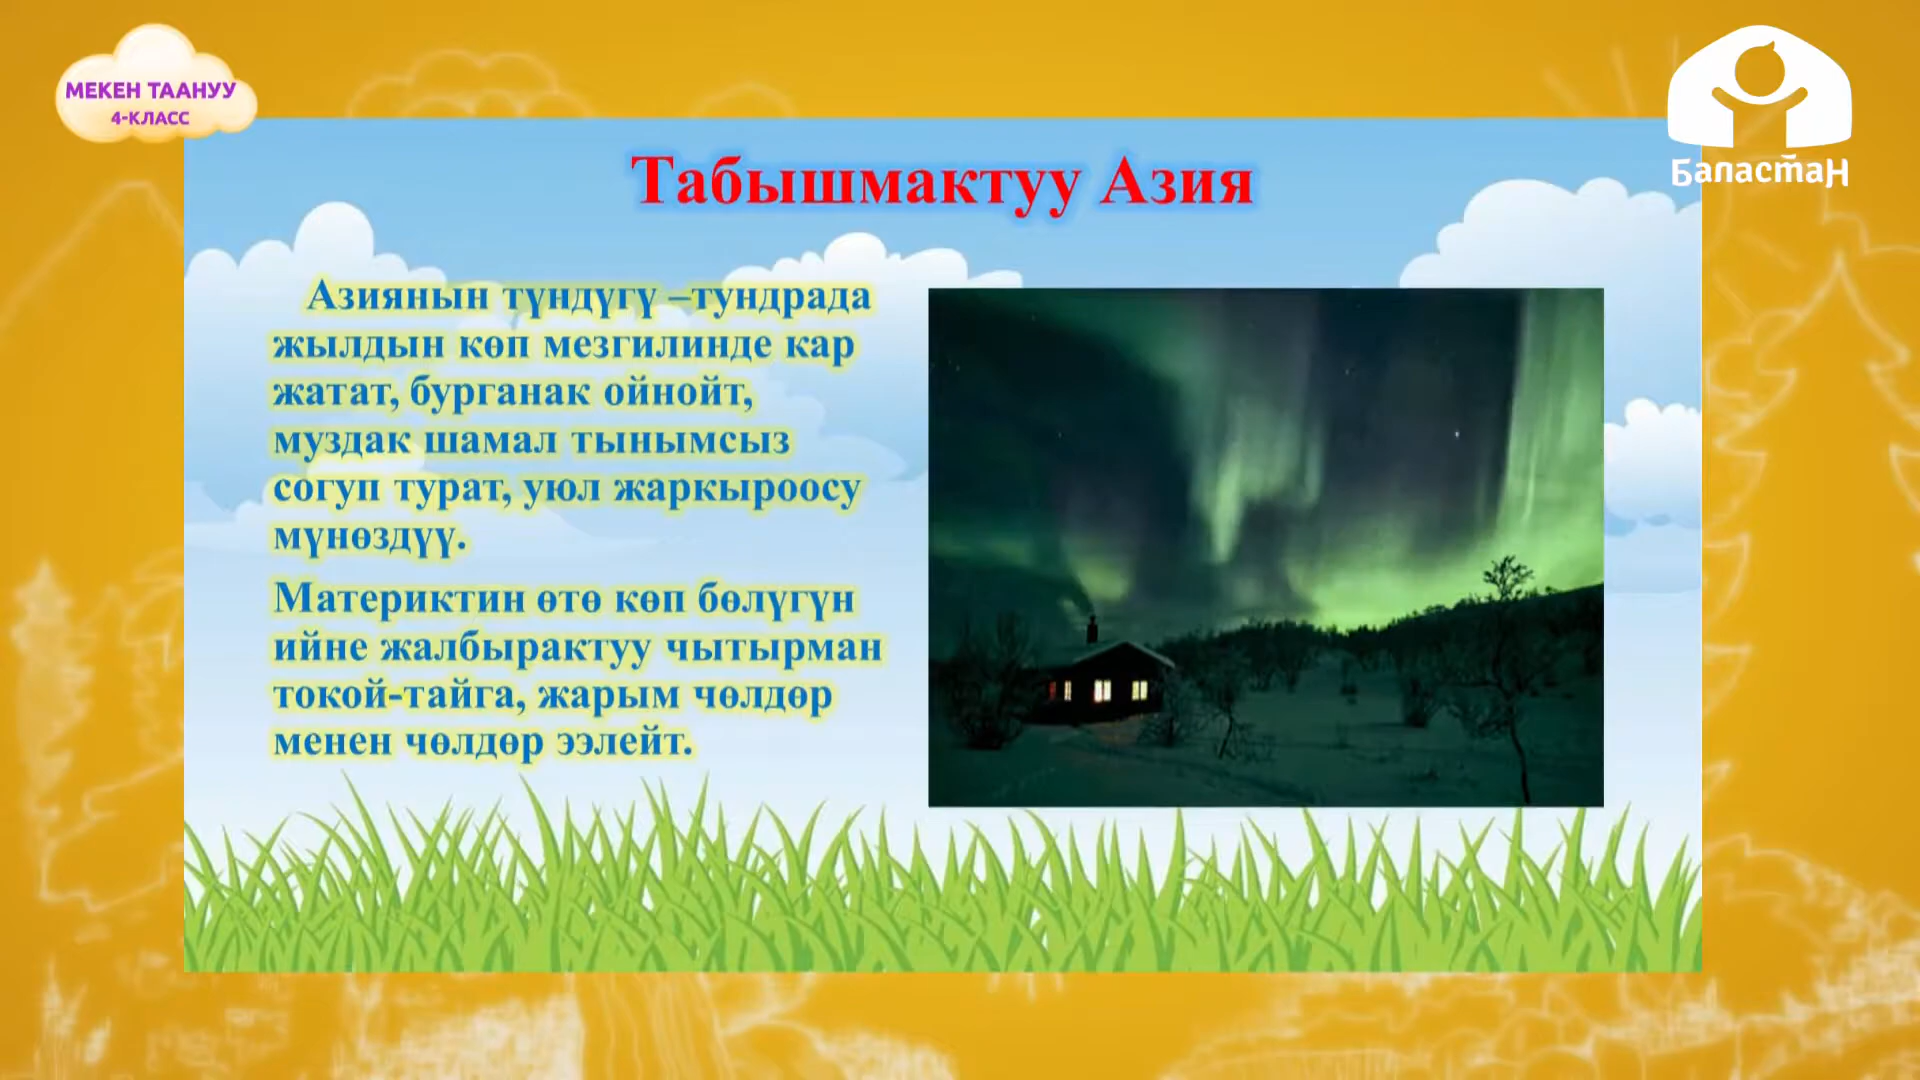 МЕКЕН ТААНУУ
4-КЛАСС
Баластан
Табышмактуу Азия
Азиянын түндүгү –тундрада
жылдын көп мезгилинде кар
жатат, бурганак ойнойт,
муздак шамал тынымсыз
согуп турат, уюл жаркыроосу
мүнөздүү.
Материктин өтө көп бөлүгүн
ийне жалбырактуу чытырман
токой-тайга, жарым чөлдөр
менен чөлдөр ээлейт.